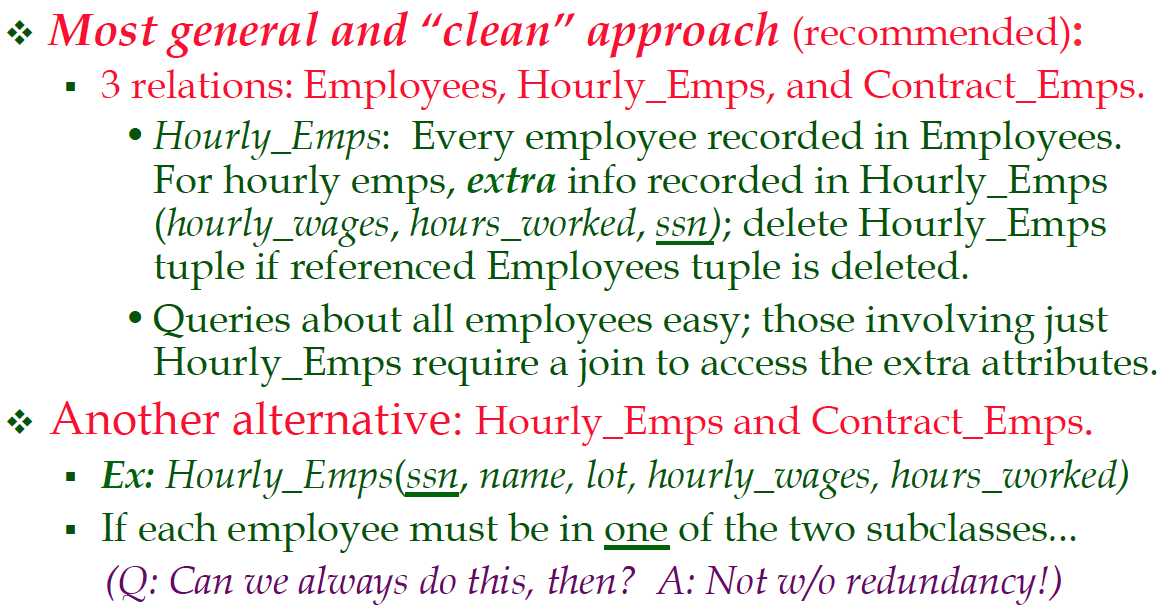 ❖ Most general and “clean” approach (recommended):
▪ 3 relations: Employees, Hourly_Emps, and Contract_Emps.
• Hourly_Emps: Every employee recorded in Employees.
For hourly emps, extra info recorded in Hourly_Emps
(hourly_wages, hours_worked, ssn); delete Hourly_Emps
tuple if referenced Employees tuple is deleted.
• Queries about all employees easy; those involving just
Hourly_Emps require a join to access the extra attributes.
❖ Another alternative: Hourly_Emps and Contract_Emps.
▪ Ex: Hourly_Emps(ssn, name, lot, hourly_wages, hours_worked)
▪ If each employee must be in one of the two subclasses...
(Q: Can we always do this, then? A: Not w/o redundancy!)